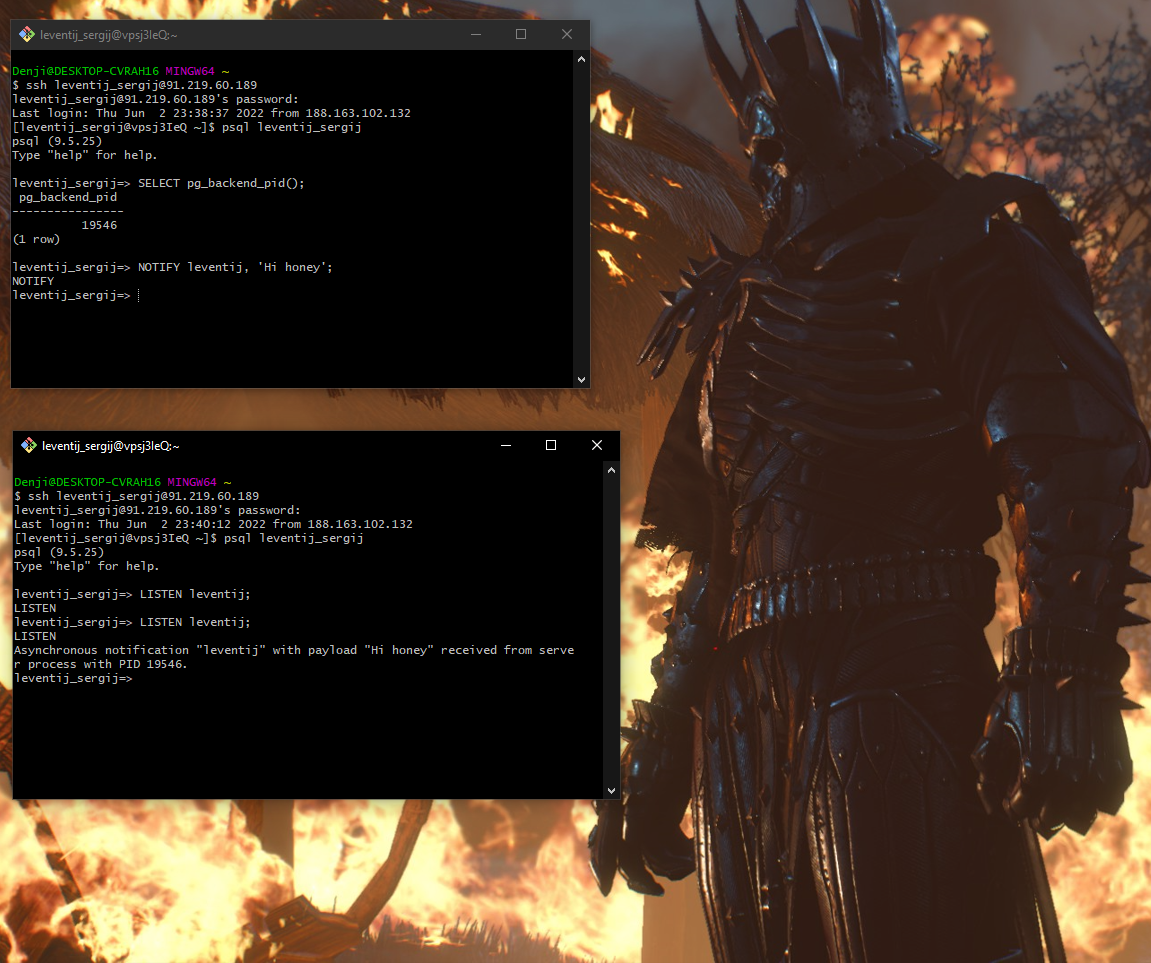 leventij_sergij@vpsj3IeQ:~
Denji@DESKTOP-CVRAH16 MINGW64 ~
$ ssh leventij_sergij@91.219.60.189
leventij_sergij@91.219.60.189's password:
Last login: Thu Jun  2 23:38:37 2022 from 188.163.102.132
[leventij_sergij@vpsj3IeQ ~]$ psql leventij_sergij
psql (9.5.25)
Type "help" for help.
leventij_sergij=> SELECT pg_backend_pid();
 pg_backend_pid
----------------
          19546
(1 row)
leventij_sergij=> NOTIFY leventij, 'Hi honey';
NOTIFY
leventij_sergij=>
leventij_sergij@vpsj3IeQ:~
Denji@DESKTOP-CVRAH16 MINGW64 ~
$ ssh leventij_sergij@91.219.60.189
leventij_sergij@91.219.60.189's password:
Last login: Thu Jun  2 23:40:12 2022 from 188.163.102.132
[leventij_sergij@vpsj3IeQ ~]$ psql leventij_sergij
psql (9.5.25)
Type "help" for help.
leventij_sergij=> LISTEN leventij;
LISTEN
leventij_sergij=> LISTEN leventij;
LISTEN
Asynchronous notification "leventij" with payload "Hi honey" received from serve
r process with PID 19546.
leventij_sergij=>